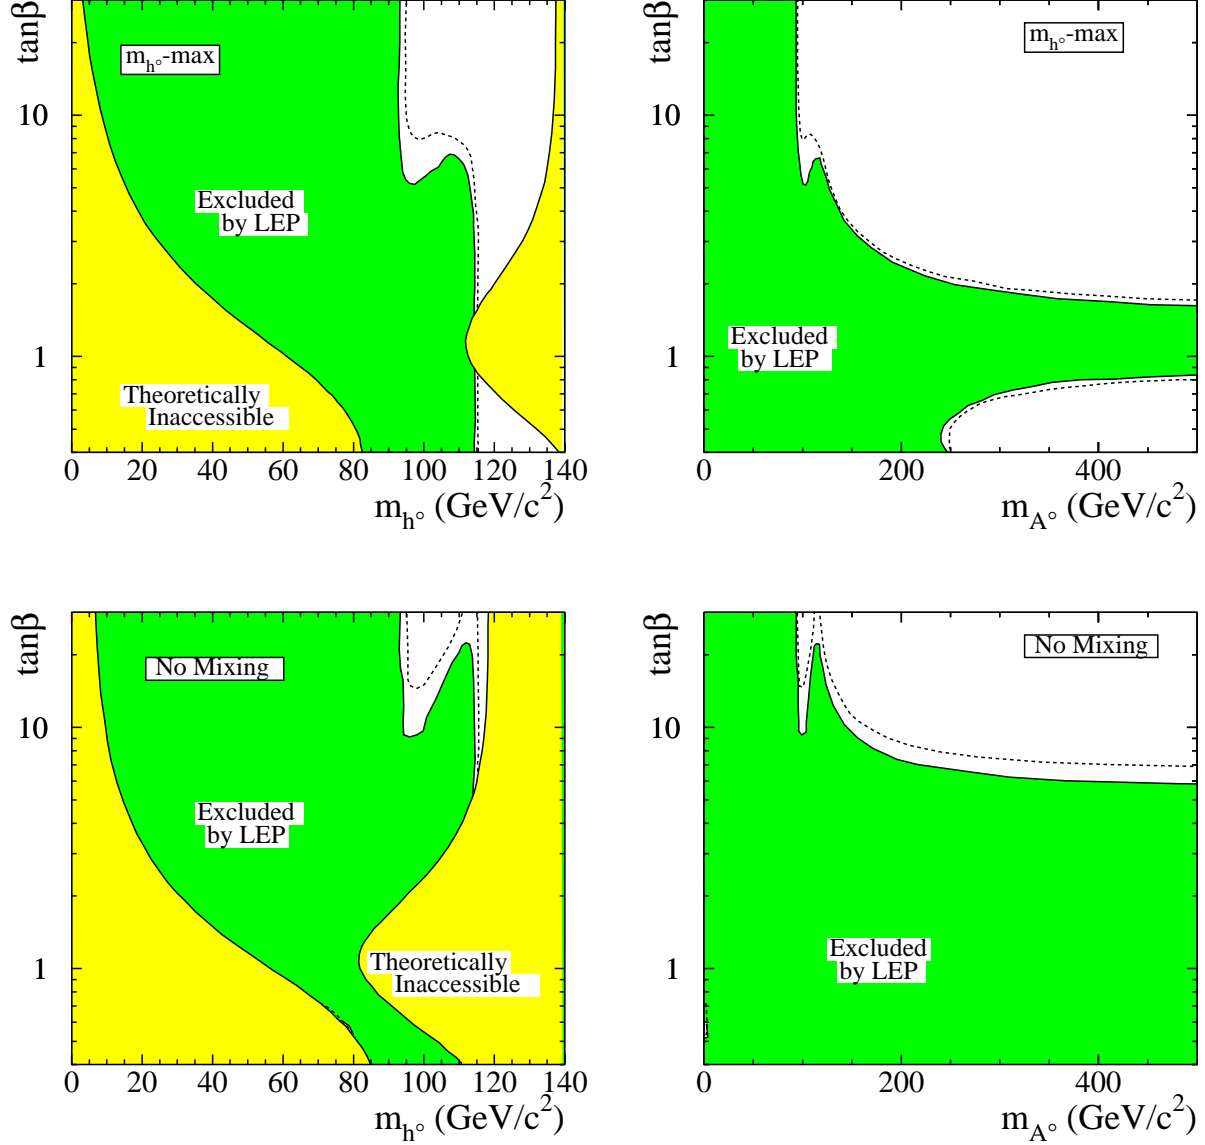 tanβ
m_h°-max
10
Excluded
by LEP
1
Theoretically
Inaccessible
0 20 40 60 80 100 120 140
m_h° (GeV/c²)
tanβ
m_h°-max
10
Excluded
by LEP
1
0 200 400
m_A° (GeV/c²)
tanβ
No Mixing
10
Excluded
by LEP
1
Theoretically
Inaccessible
0 20 40 60 80 100 120 140
m_h° (GeV/c²)
tanβ
No Mixing
10
1
Excluded
by LEP
0 200 400
m_A° (GeV/c²)